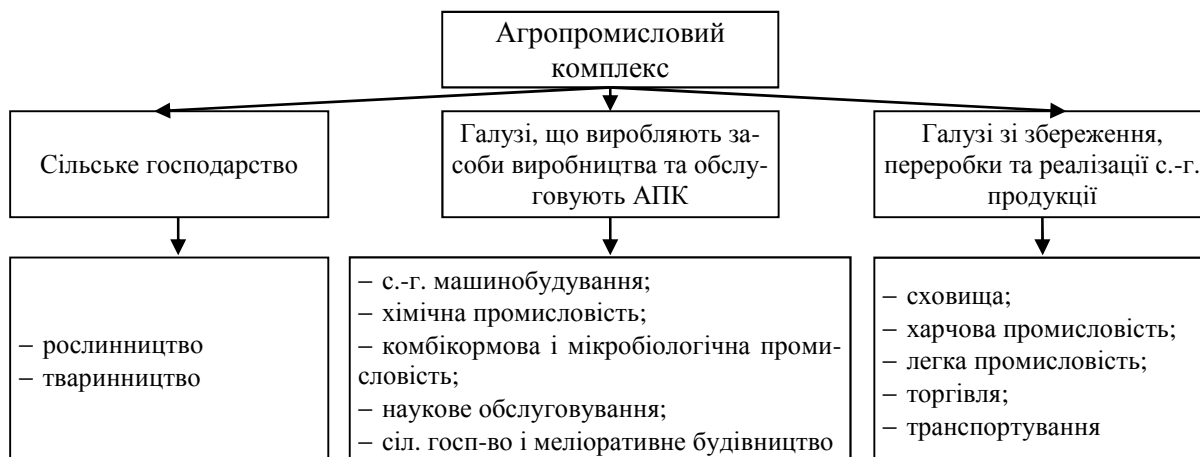 Агропромисловий
комплекс
Сільське господарство
Галузі, що виробляють за-
соби виробництва та обслу-
говують АПК
Галузі зі збереження,
переробки та реалізації с.-г.
продукції
− рослинництво
− тваринництво
− с.-г. машинобудування;
− хімічна промисловість;
− комбікормова і мікробіологічна проми-
словість;
− наукове обслуговування;
− сіл. госп-во і меліоративне будівництво
− сховища;
− харчова промисловість;
− легка промисловість;
− торгівля;
− транспортування